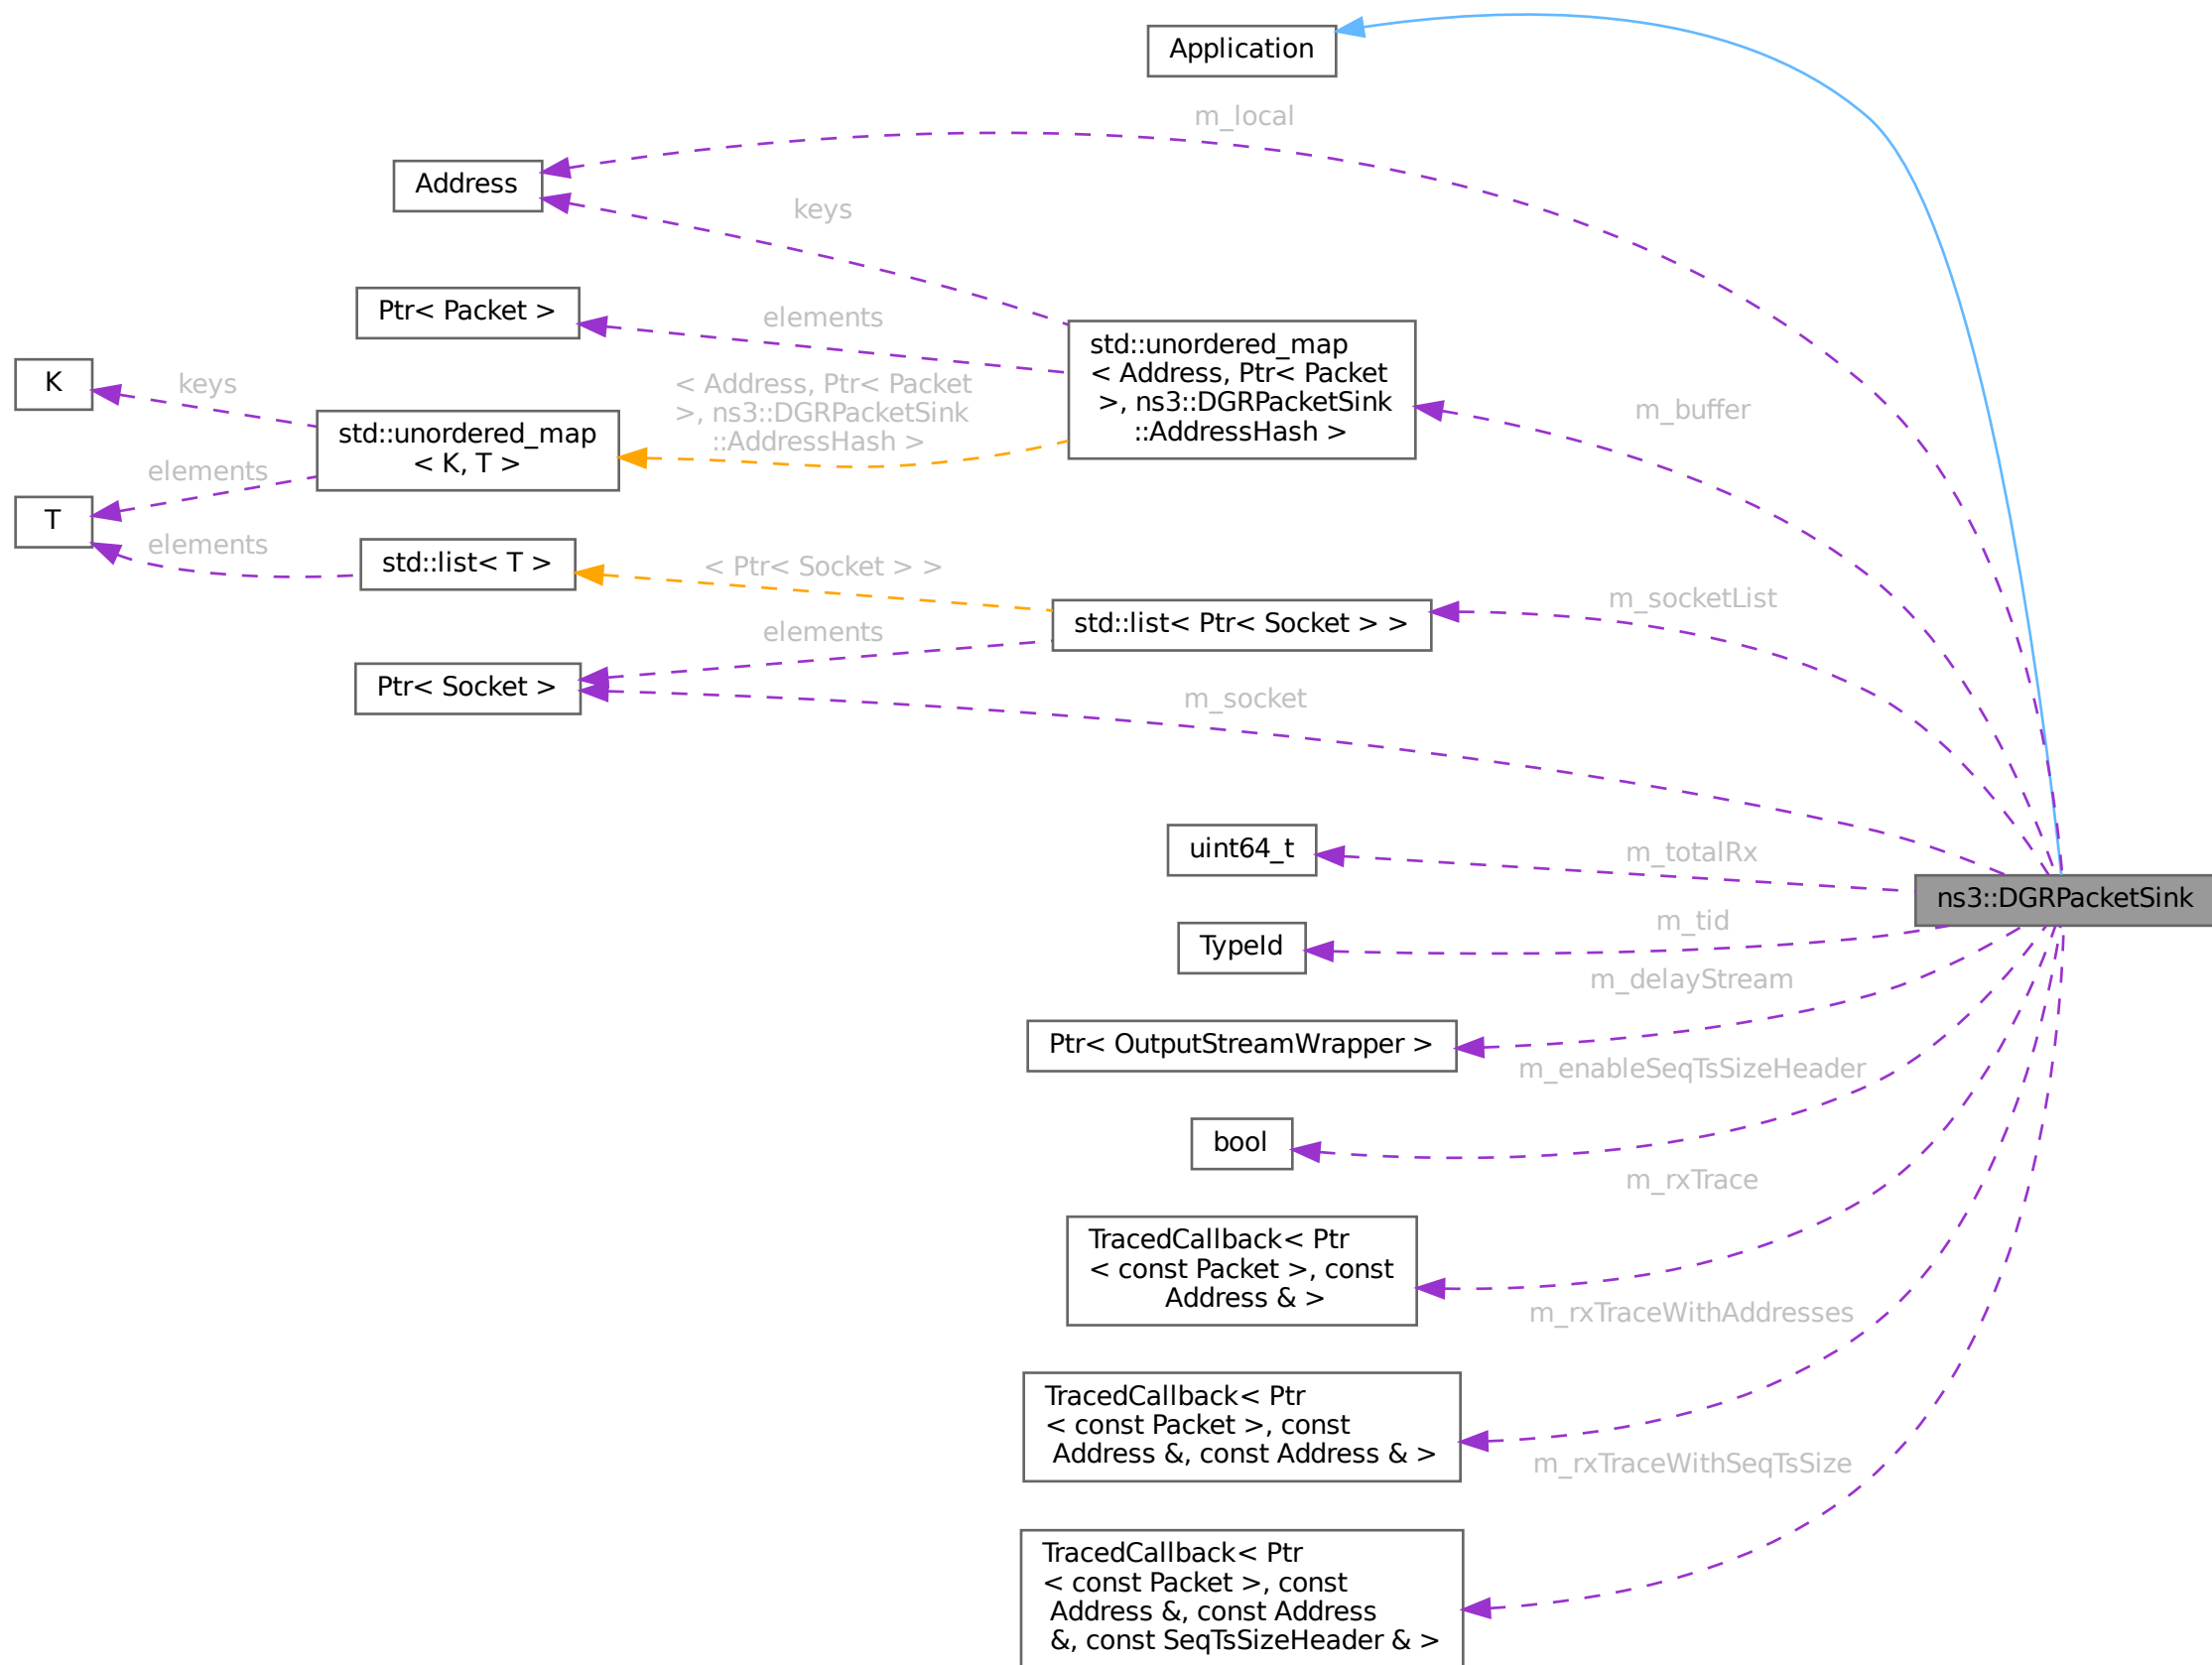 Application
m_local
Address
keys
Ptr< Packet >
elements
std::unordered_map
< Address, Ptr< Packet
>, ns3::DGRPacketSink
::AddressHash >
K
keys
< Address, Ptr< Packet
>, ns3::DGRPacketSink
::AddressHash >
m_buffer
std::unordered_map
< K, T >
elements
T
elements
std::list< T >
< Ptr< Socket > >
m_socketList
std::list< Ptr< Socket > >
elements
Ptr< Socket >
m_socket
uint64_t
m_totalRx
ns3::DGRPacketSink
m_tid
TypeId
m_delayStream
Ptr< OutputStreamWrapper >
m_enableSeqTsSizeHeader
bool
m_rxTrace
TracedCallback< Ptr
< const Packet >, const
Address & >
m_rxTraceWithAddresses
TracedCallback< Ptr
< const Packet >, const
Address &, const Address & >
m_rxTraceWithSeqTsSize
TracedCallback< Ptr
< const Packet >, const
Address &, const Address
&, const SeqTsSizeHeader & >